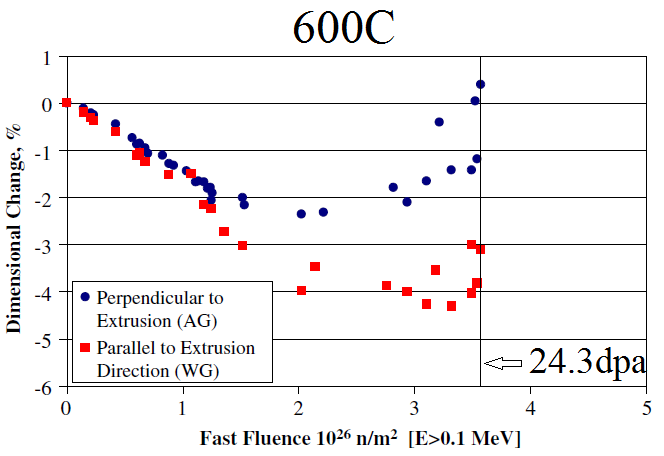 600C
1
0
-1
-2
-3
-4
-5
-6
Dimensional Change, %
Perpendicular to
Extrusion (AG)
Parallel to Extrusion
Direction (WG)
24.3dpa
0 1 2 3 4 5
Fast Fluence 10²⁶ n/m² [E>0.1 MeV]